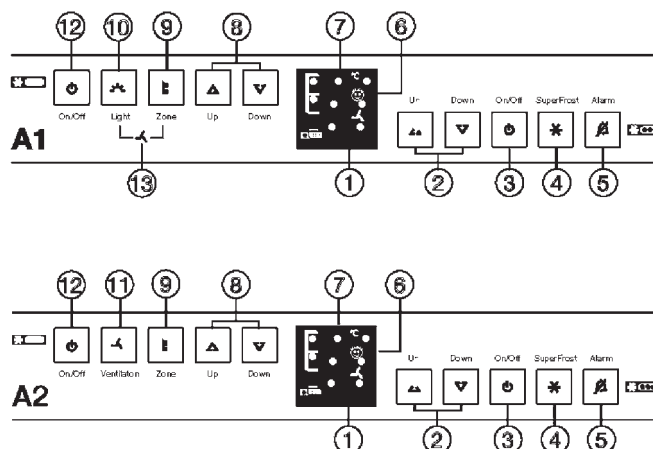 12 10 9 8 7 6
Up Down On/Off SuperFrost Alarm
On/Off Light Zone Up Down
°C
A1
13 1 2 3 4 5
12 11 9 8 7 6
°C
Up Down On/Off SuperFrost Alarm
On/Off Ventilation Zone Up Down
A2
1 2 3 4 5